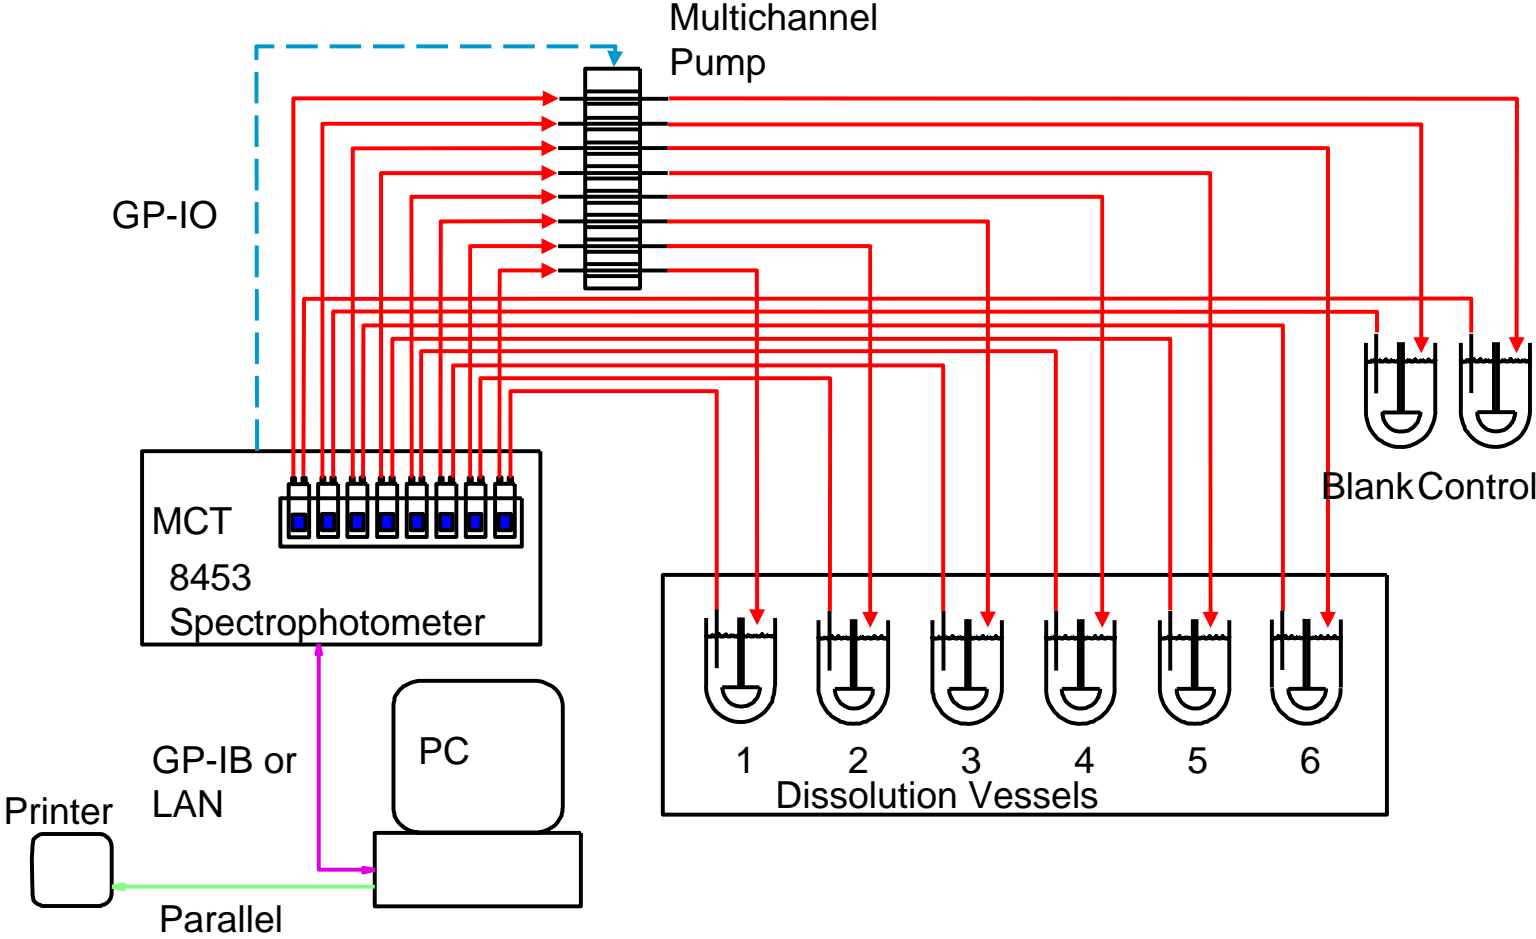 Multichannel
Pump
GP-IO
Blank Control
MCT
8453
Spectrophotometer
GP-IB or
LAN
PC
1 2 3 4 5 6
Dissolution Vessels
Printer
Parallel